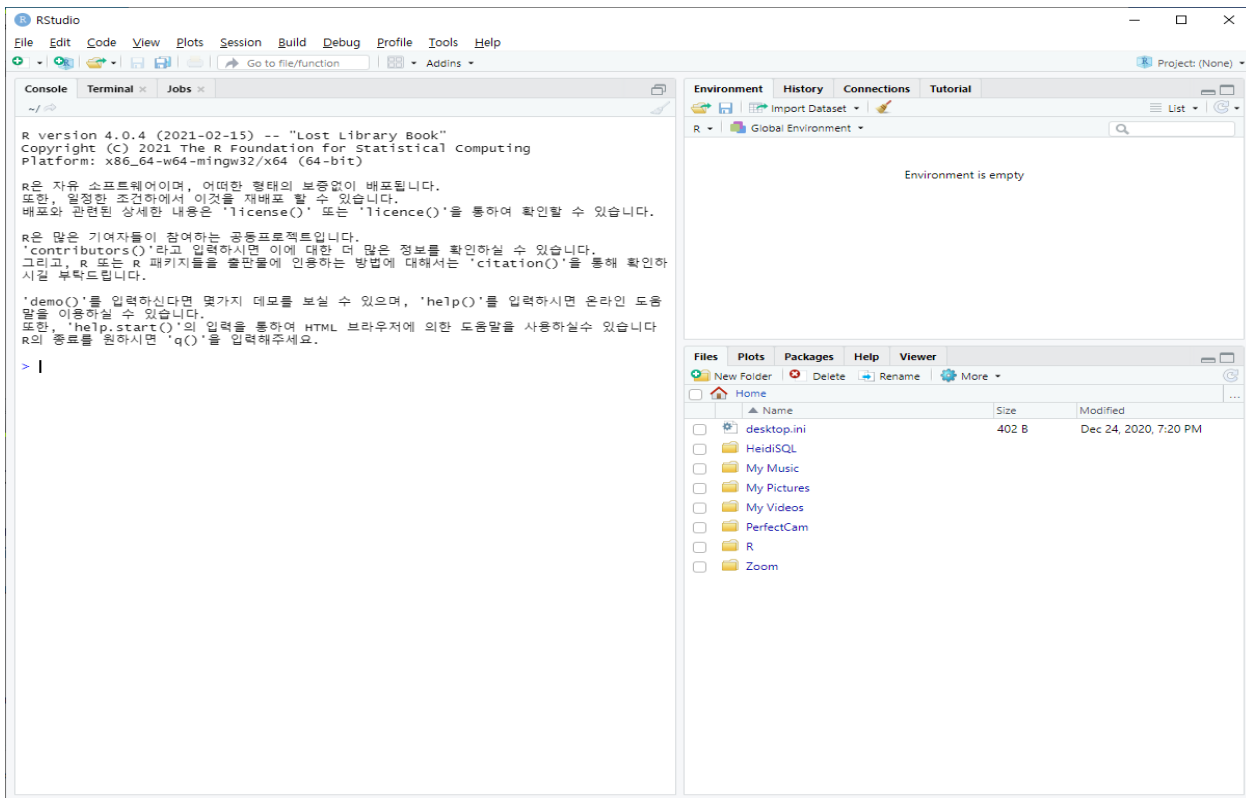 RStudio
File Edit Code View Plots Session Build Debug Profile Tools Help
Go to file/function Addins Project: (None)
Console Terminal Jobs
~/
R version 4.0.4 (2021-02-15) -- "Lost Library Book"
Copyright (C) 2021 The R Foundation for Statistical Computing
Platform: x86_64-w64-mingw32/x64 (64-bit)
R은 자유 소프트웨어이며, 어떠한 형태의 보증없이 배포됩니다.
또한, 일정한 조건하에서 이것을 재배포 할 수 있습니다.
배포와 관련된 상세한 내용은 'license()' 또는 'licence()'을 통하여 확인할 수 있습니다.
R은 많은 기여자들이 참여하는 공동프로젝트입니다.
'contributors()'라고 입력하시면 이에 대한 더 많은 정보를 확인하실 수 있습니다.
그리고, R 또는 R 패키지들을 출판물에 인용하는 방법에 대해서는 'citation()'을 통해 확인하
시길 부탁드립니다.
'demo()'를 입력하신다면 몇가지 데모를 보실 수 있으며, 'help()'를 입력하시면 온라인 도움
말을 이용하실 수 있습니다.
또한, 'help.start()'의 입력을 통하여 HTML 브라우저에 의한 도움말을 사용하실수 있습니다
R의 종료를 원하시면 'q()'을 입력해주세요.
>
Environment History Connections Tutorial
Import Dataset List
R Global Environment
Environment is empty
Files Plots Packages Help Viewer
New Folder Delete Rename More
Home ...
Name Size Modified
desktop.ini 402 B Dec 24, 2020, 7:20 PM
HeidiSQL
My Music
My Pictures
My Videos
PerfectCam
R
Zoom